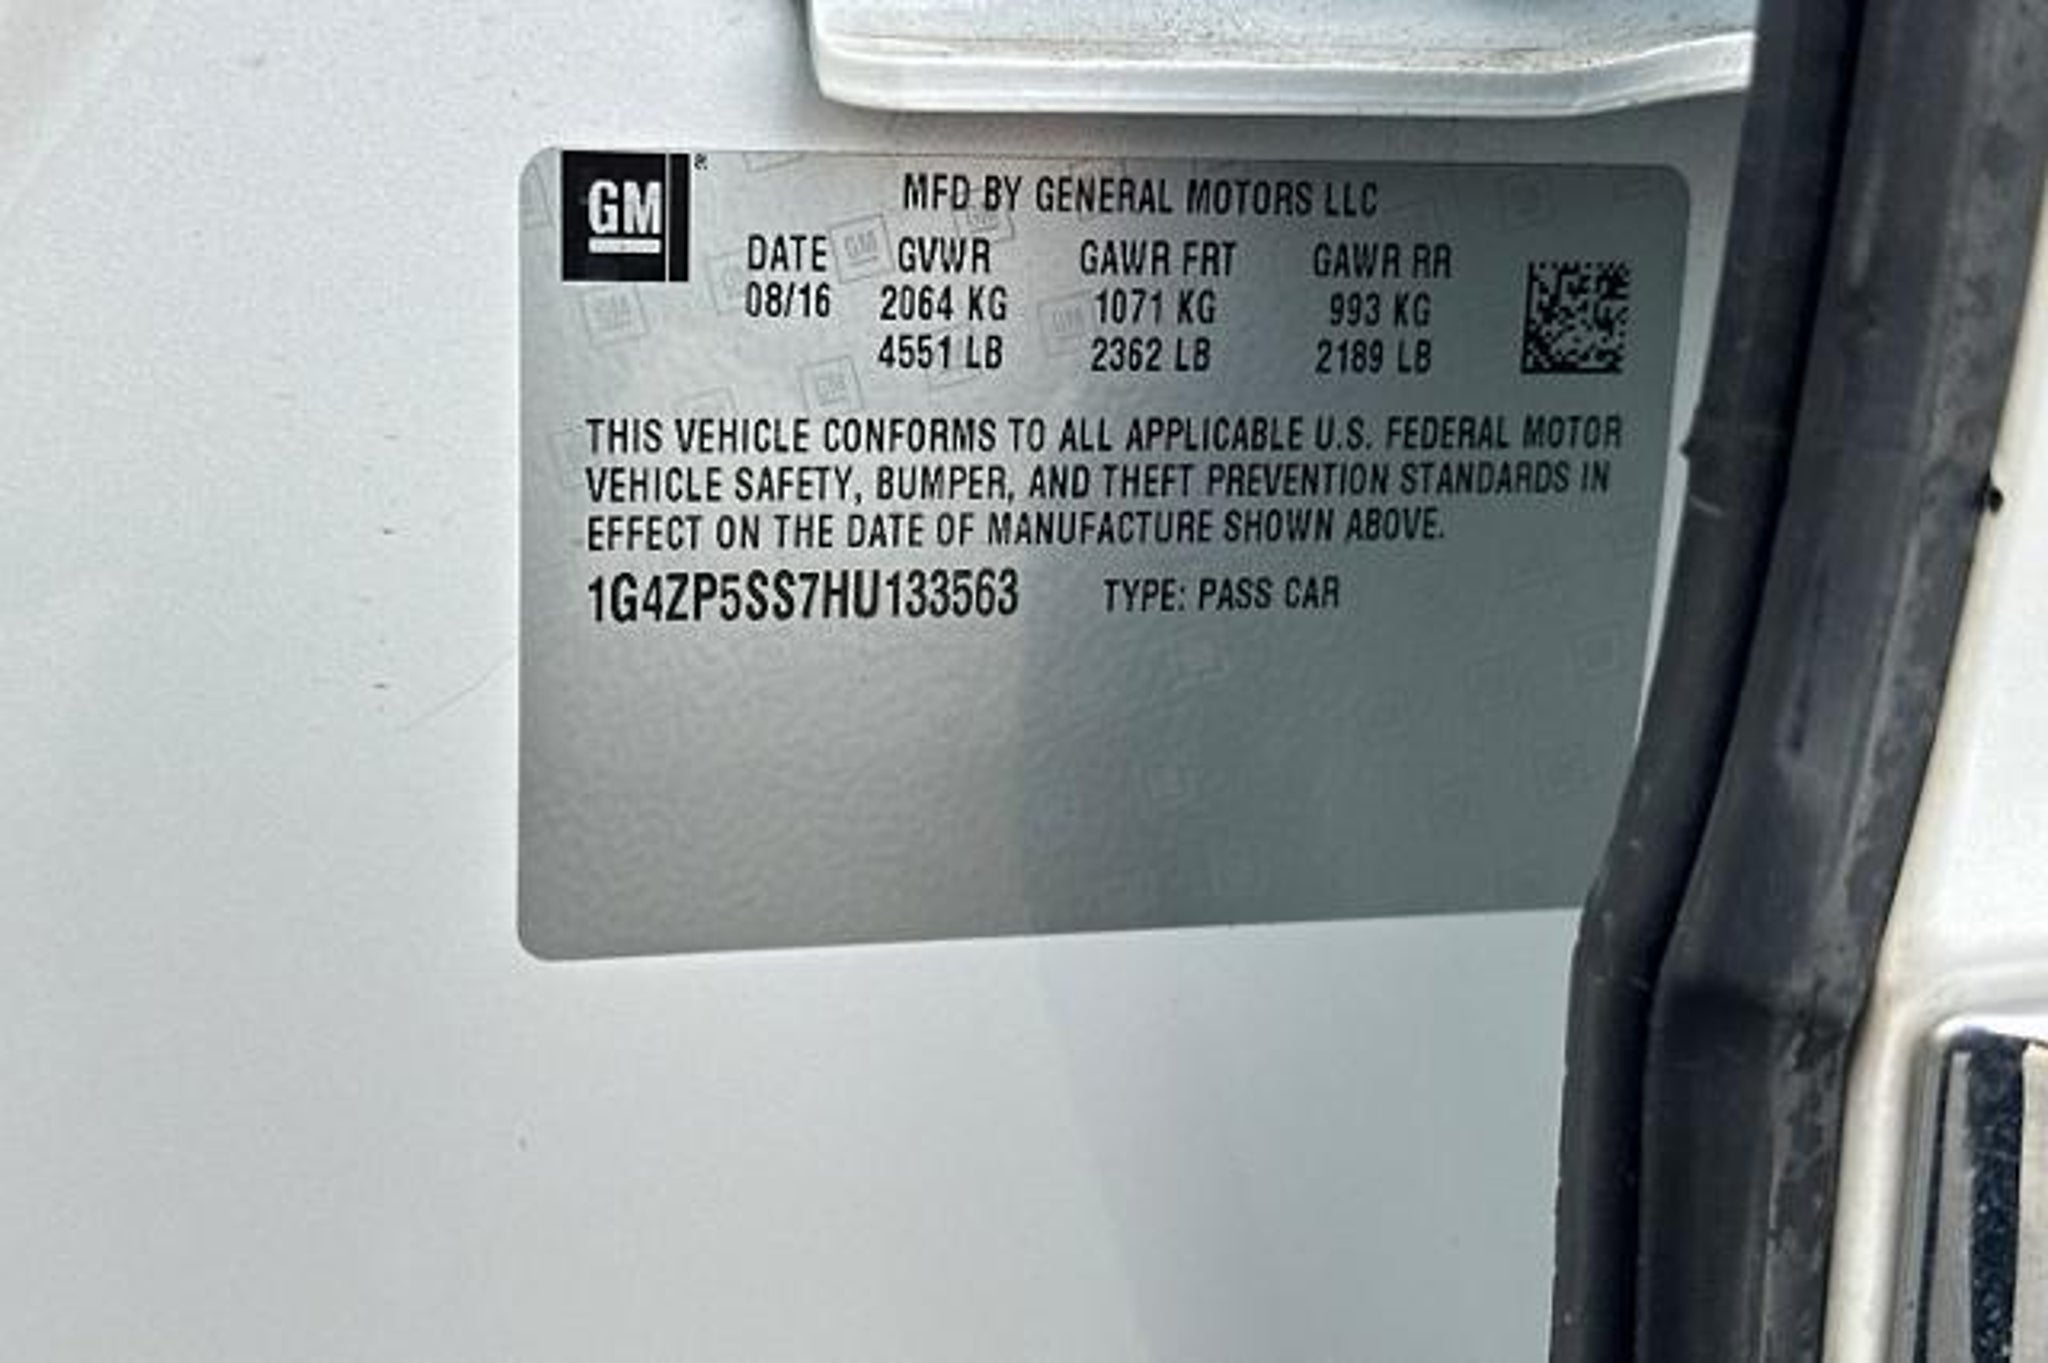 GM
MFD BY GENERAL MOTORS LLC
DATE GVWR GAWR FRT GAWR RR
08/16 2064 KG 1071 KG 993 KG
4551 LB 2362 LB 2189 LB
THIS VEHICLE CONFORMS TO ALL APPLICABLE U.S. FEDERAL MOTOR
VEHICLE SAFETY, BUMPER, AND THEFT PREVENTION STANDARDS IN
EFFECT ON THE DATE OF MANUFACTURE SHOWN ABOVE.
1G4ZP5SS7HU133563 TYPE: PASS CAR